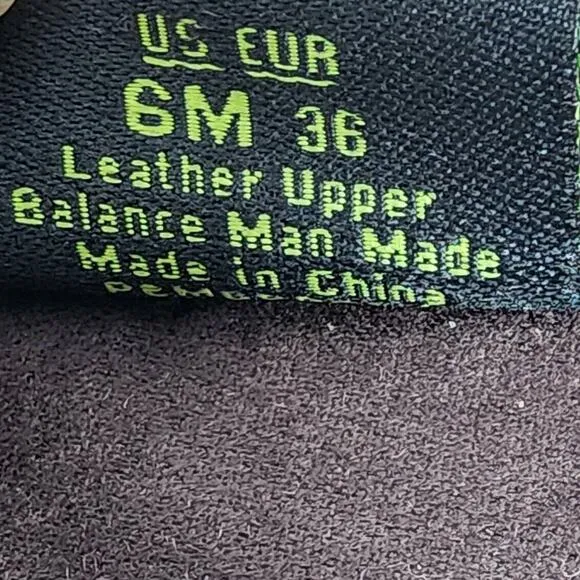 US EUR
6M 36
Leather Upper
Balance Man Made
Made in China